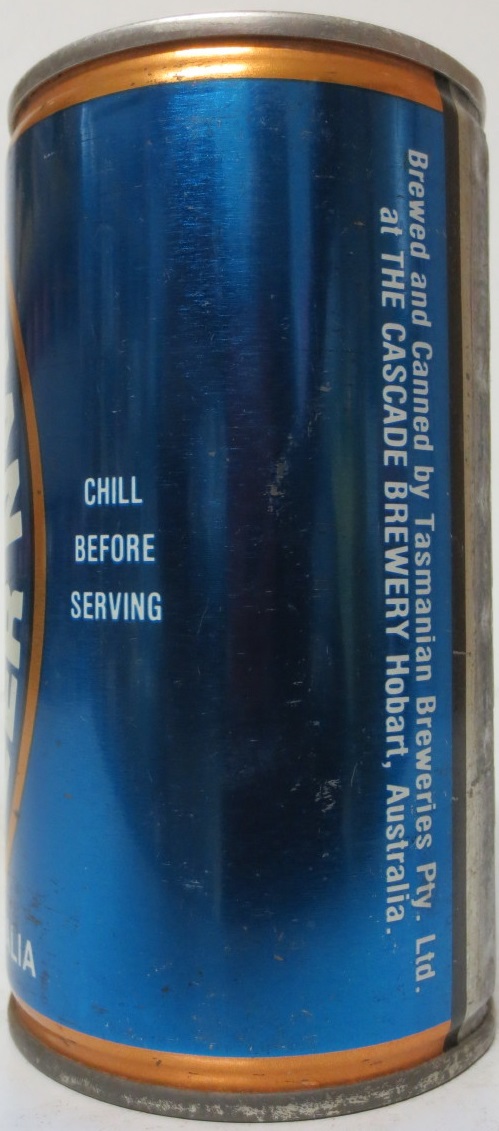 CHILL
BEFORE
SERVING
Brewed and Canned by Tasmanian Breweries Pty. Ltd.
at THE CASCADE BREWERY Hobart, Australia.